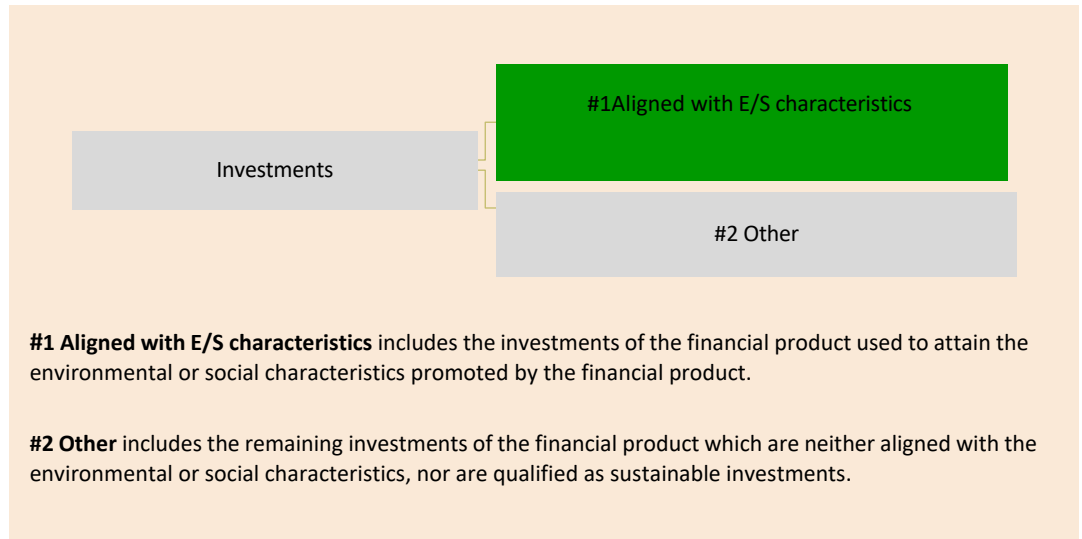 #1Aligned with E/S characteristics
Investments
#2 Other
#1 Aligned with E/S characteristics includes the investments of the financial product used to attain the
environmental or social characteristics promoted by the financial product.
#2 Other includes the remaining investments of the financial product which are neither aligned with the
environmental or social characteristics, nor are qualified as sustainable investments.